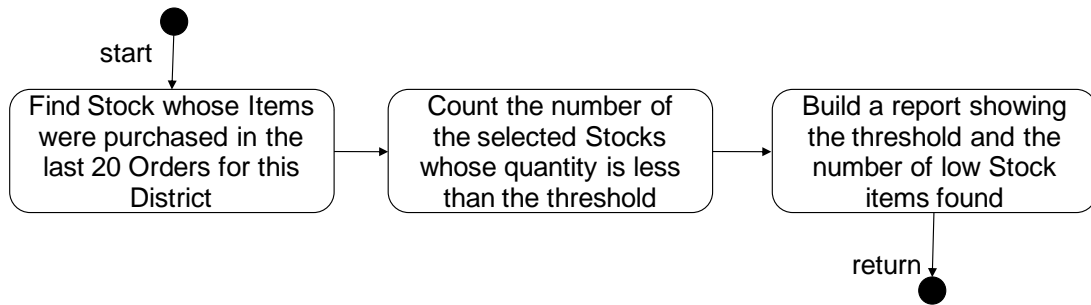 start
Find Stock whose Items
were purchased in the
last 20 Orders for this
District
Count the number of
the selected Stocks
whose quantity is less
than the threshold
Build a report showing
the threshold and the
number of low Stock
items found
return